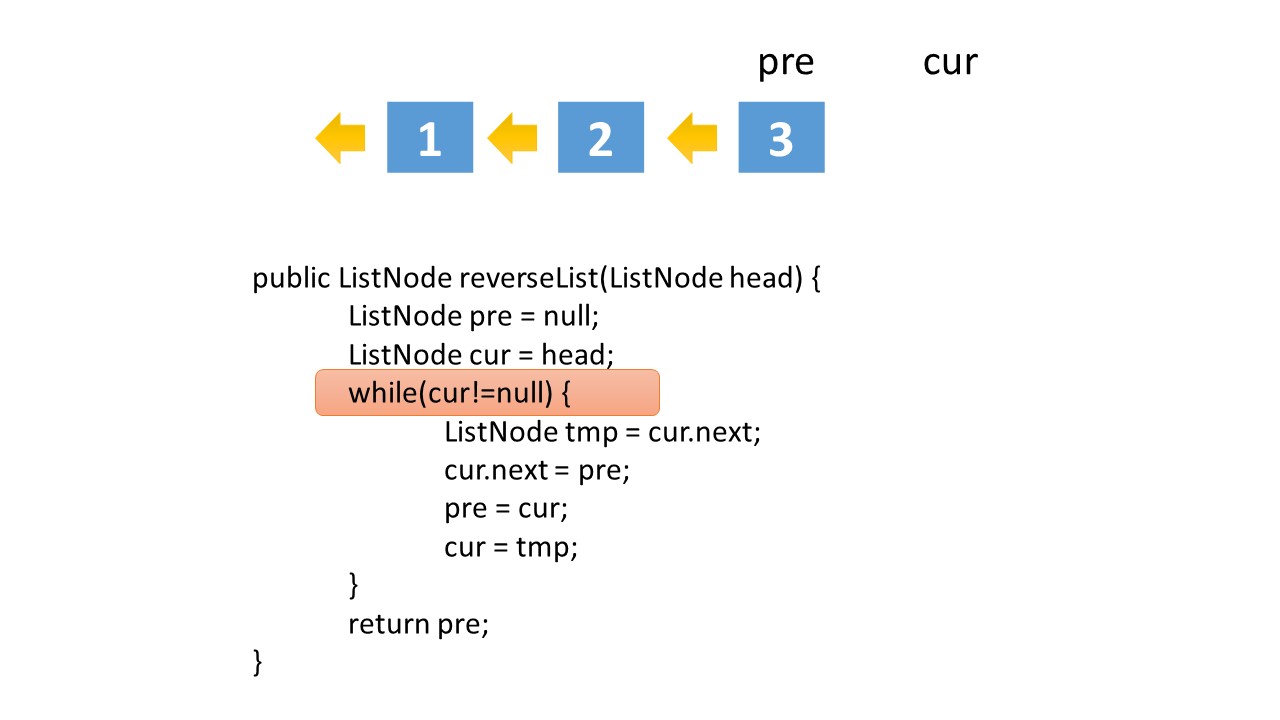 pre cur
1 2 3
public ListNode reverseList(ListNode head) {
ListNode pre = null;
ListNode cur = head;
while(cur!=null) {
ListNode tmp = cur.next;
cur.next = pre;
pre = cur;
cur = tmp;
}
return pre;
}